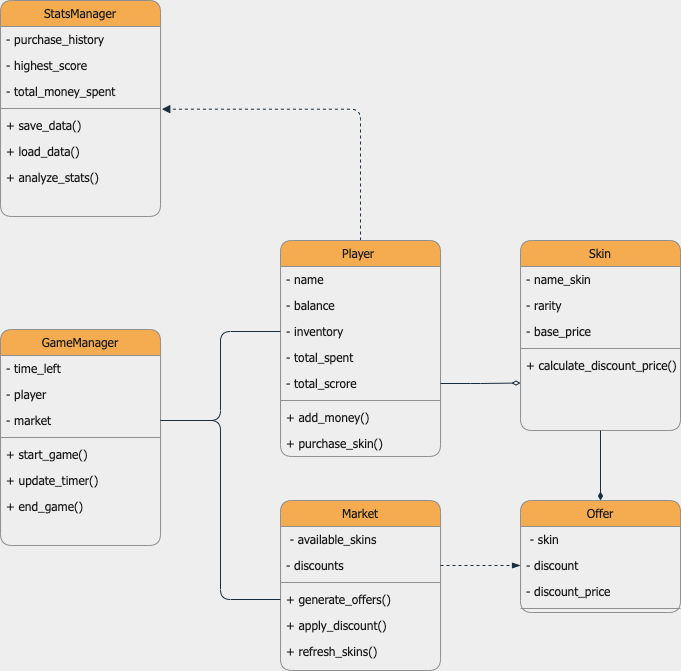 StatsManager
- purchase_history
- highest_score
- total_money_spent
+ save_data()
+ load_data()
+ analyze_stats()
Player
- name
- balance
- inventory
- total_spent
- total_scrore
+ add_money()
+ purchase_skin()
Skin
- name_skin
- rarity
- base_price
+ calculate_discount_price()
GameManager
- time_left
- player
- market
+ start_game()
+ update_timer()
+ end_game()
Market
- available_skins
- discounts
+ generate_offers()
+ apply_discount()
+ refresh_skins()
Offer
- skin
- discount
- discount_price